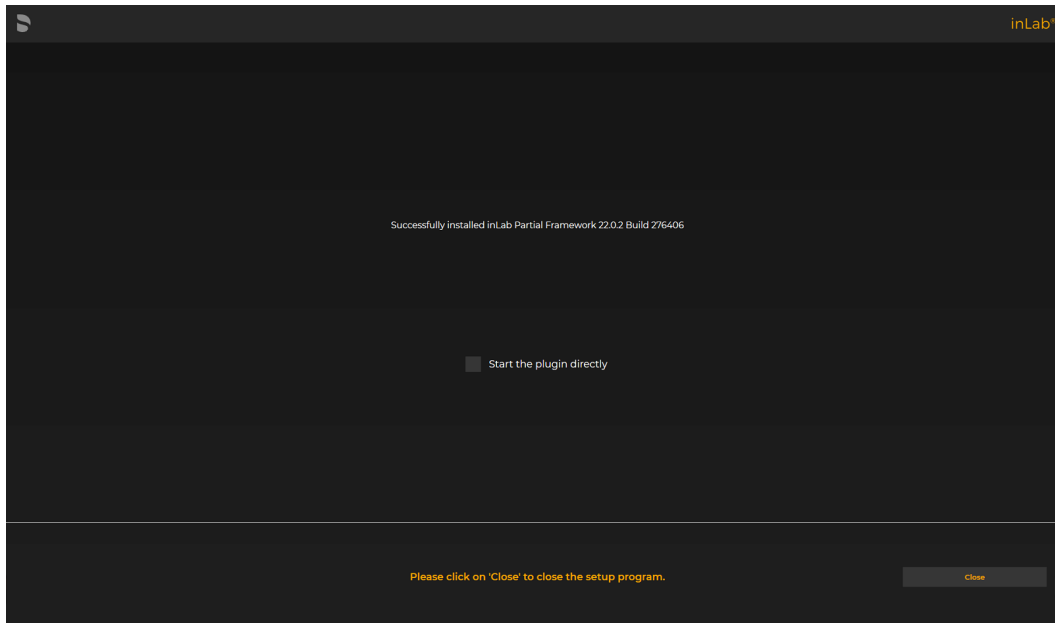 inLab®
Successfully installed inLab Partial Framework 22.0.2 Build 276406
Start the plugin directly
Please click on 'Close' to close the setup program.
Close